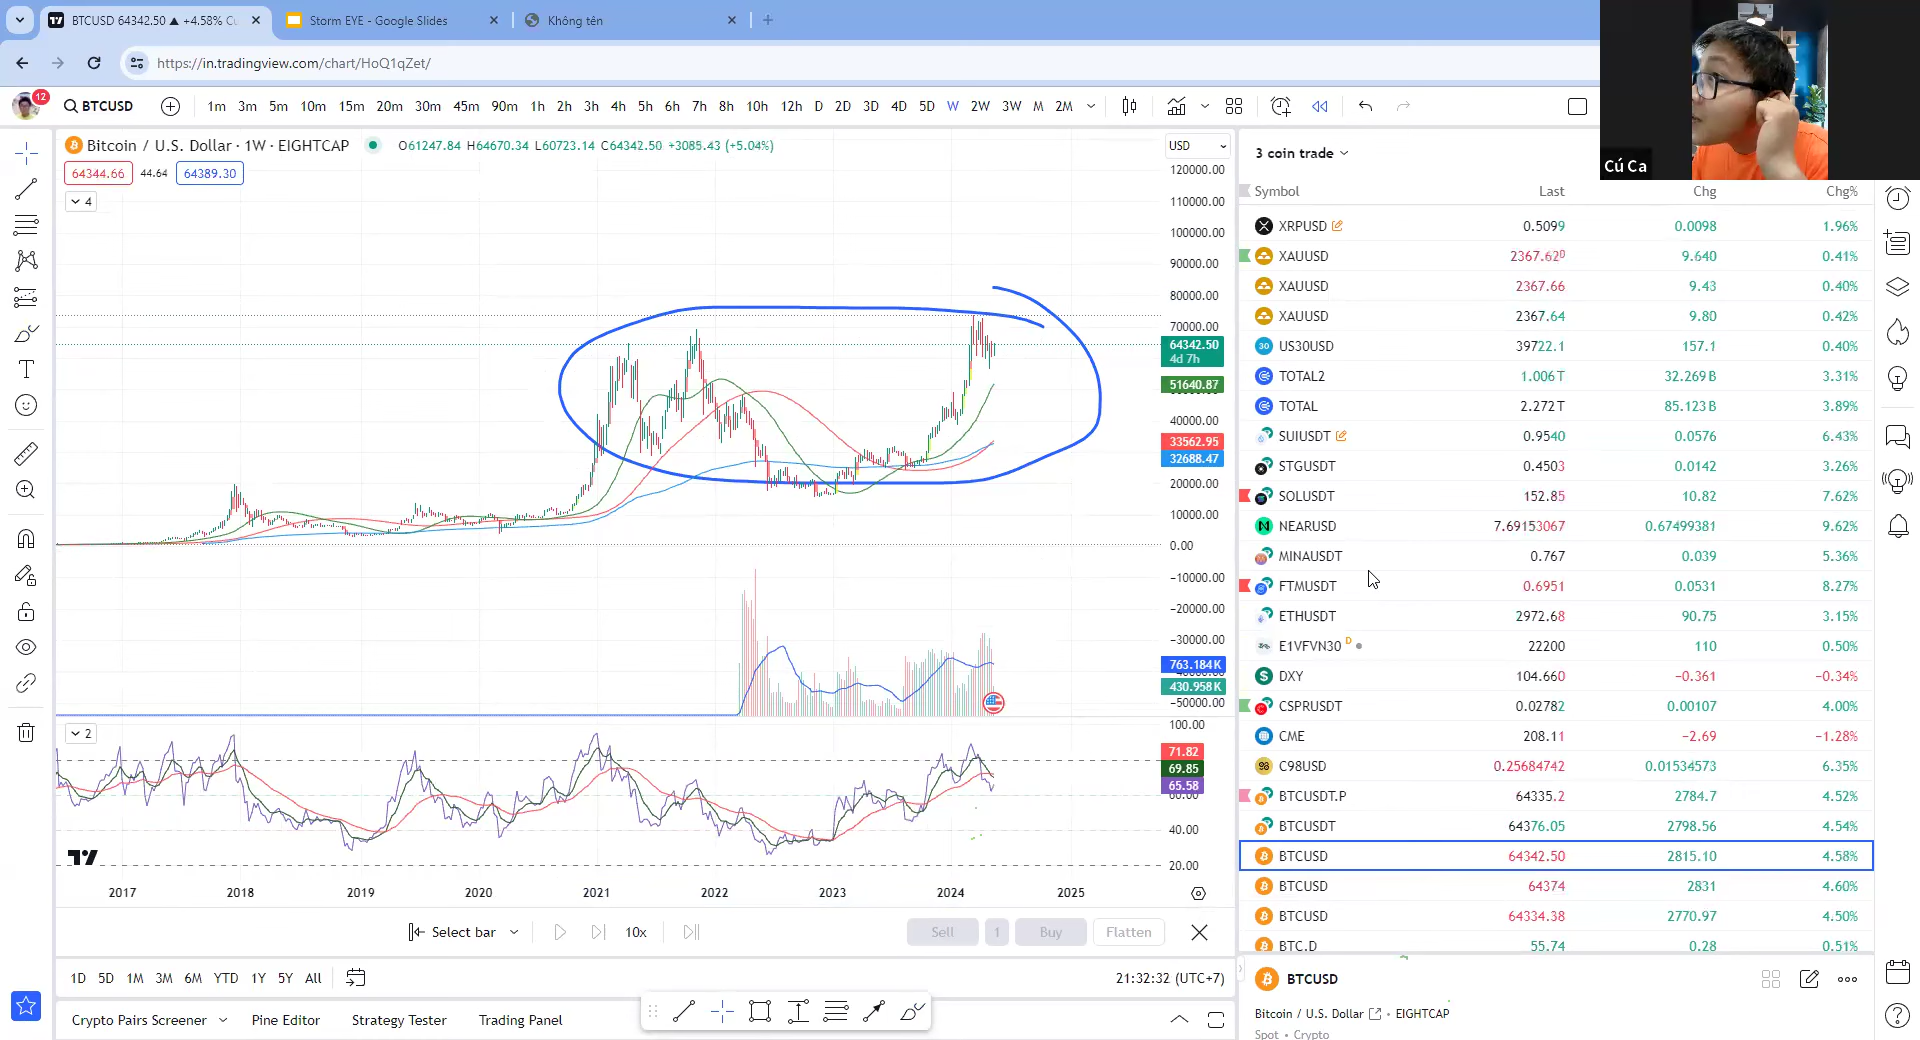 BTCUSD 64342.50 ▲ +4.58%
Storm EYE - Google Slides
Không tên
https://in.tradingview.com/chart/HoQ1qZet/
12
BTCUSD
1m 3m 5m 10m 15m 20m 30m 45m 90m 1h 2h 3h 4h 5h 6h 7h 8h 10h 12h D 2D 3D 4D 5D W 2W 3W M 2M
Bitcoin / U.S. Dollar · 1W · EIGHTCAP
O61247.84 H64670.34 L60723.14 C64342.50 +3085.43 (+5.04%)
USD
64344.66 44.64 64389.30
4
120000.00
110000.00
100000.00
90000.00
80000.00
70000.00
64342.50
4d 7h
51640.87
40000.00
33562.95
32688.47
20000.00
10000.00
0.00
−10000.00
−20000.00
−30000.00
763.184K
430.958K
−50000.00
2
100.00
71.82
69.85
65.58
40.00
20.00
2017 2018 2019 2020 2021 2022 2023 2024 2025
Select bar
10x
Sell 1 Buy Flatten
1D 5D 1M 3M 6M YTD 1Y 5Y All
21:32:32 (UTC+7)
Crypto Pairs Screener Pine Editor Strategy Tester Trading Panel
Cú Ca
3 coin trade
Symbol Last Chg Chg%
XRPUSD 0.5099 0.0098 1.96%
XAUUSD 2367.62D 9.640 0.41%
XAUUSD 2367.66 9.43 0.40%
XAUUSD 2367.64 9.80 0.42%
30 US30USD 39722.1 157.1 0.40%
TOTAL2 1.006T 32.269B 3.31%
TOTAL 2.272T 85.123B 3.89%
SUIUSDT 0.9540 0.0576 6.43%
STGUSDT 0.4503 0.0142 3.26%
SOLUSDT 152.85 10.82 7.62%
NEARUSD 7.69153067 0.67499381 9.62%
MINAUSDT 0.767 0.039 5.36%
FTMUSDT 0.6951 0.0531 8.27%
ETHUSDT 2972.68 90.75 3.15%
E1VFVN30 D 22200 110 0.50%
DXY 104.660 −0.361 −0.34%
CSPRUSDT 0.02782 0.00107 4.00%
CME 208.11 −2.69 −1.28%
98 C98USD 0.25684742 0.01534573 6.35%
BTCUSDT.P 64335.2 2784.7 4.52%
BTCUSDT 64376.05 2798.56 4.54%
BTCUSD 64342.50 2815.10 4.58%
BTCUSD 64374 2831 4.60%
BTCUSD 64334.38 2770.97 4.50%
BTC.D 55.74 0.28 0.51%
BTCUSD
Bitcoin / U.S. Dollar · EIGHTCAP
Spot · Crypto